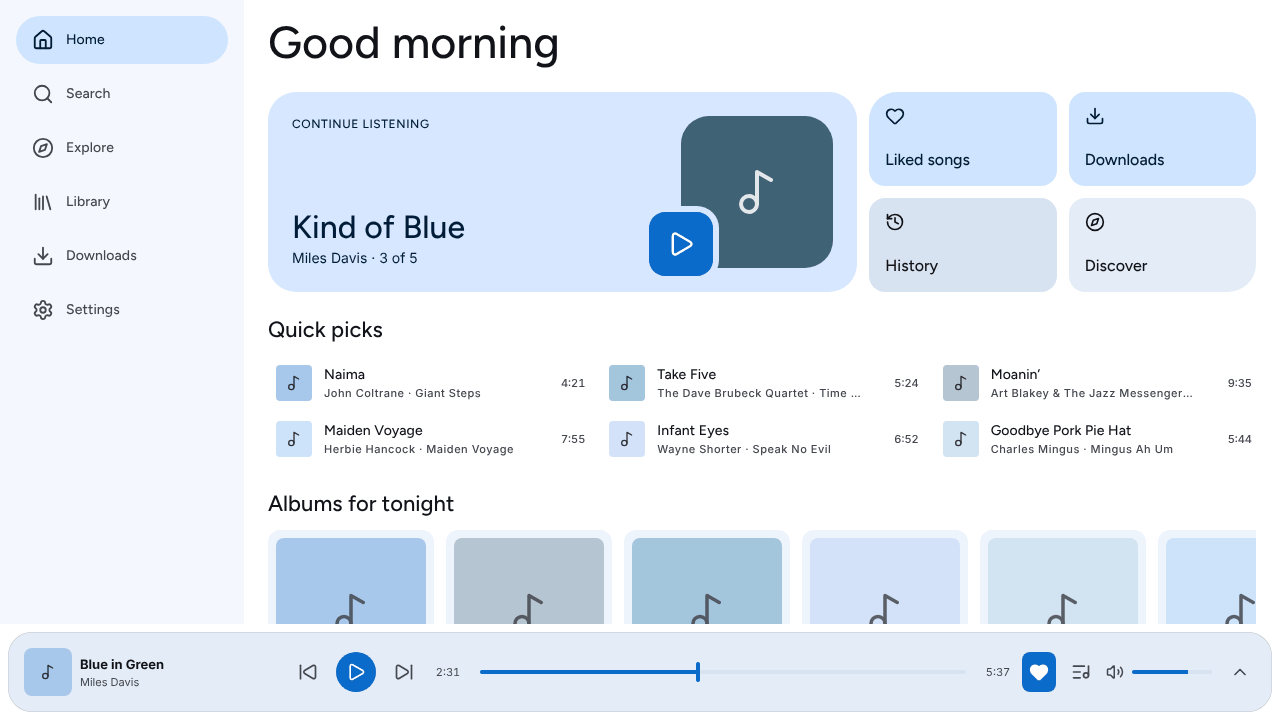 Home
Search
Explore
Library
Downloads
Settings
Good morning
CONTINUE LISTENING
Kind of Blue
Miles Davis · 3 of 5
Liked songs
Downloads
History
Discover
Quick picks
Naima
John Coltrane · Giant Steps
4:21
Take Five
The Dave Brubeck Quartet · Time ...
5:24
Moanin’
Art Blakey & The Jazz Messenger...
9:35
Maiden Voyage
Herbie Hancock · Maiden Voyage
7:55
Infant Eyes
Wayne Shorter · Speak No Evil
6:52
Goodbye Pork Pie Hat
Charles Mingus · Mingus Ah Um
5:44
Albums for tonight
Blue in Green
Miles Davis
2:31
5:37